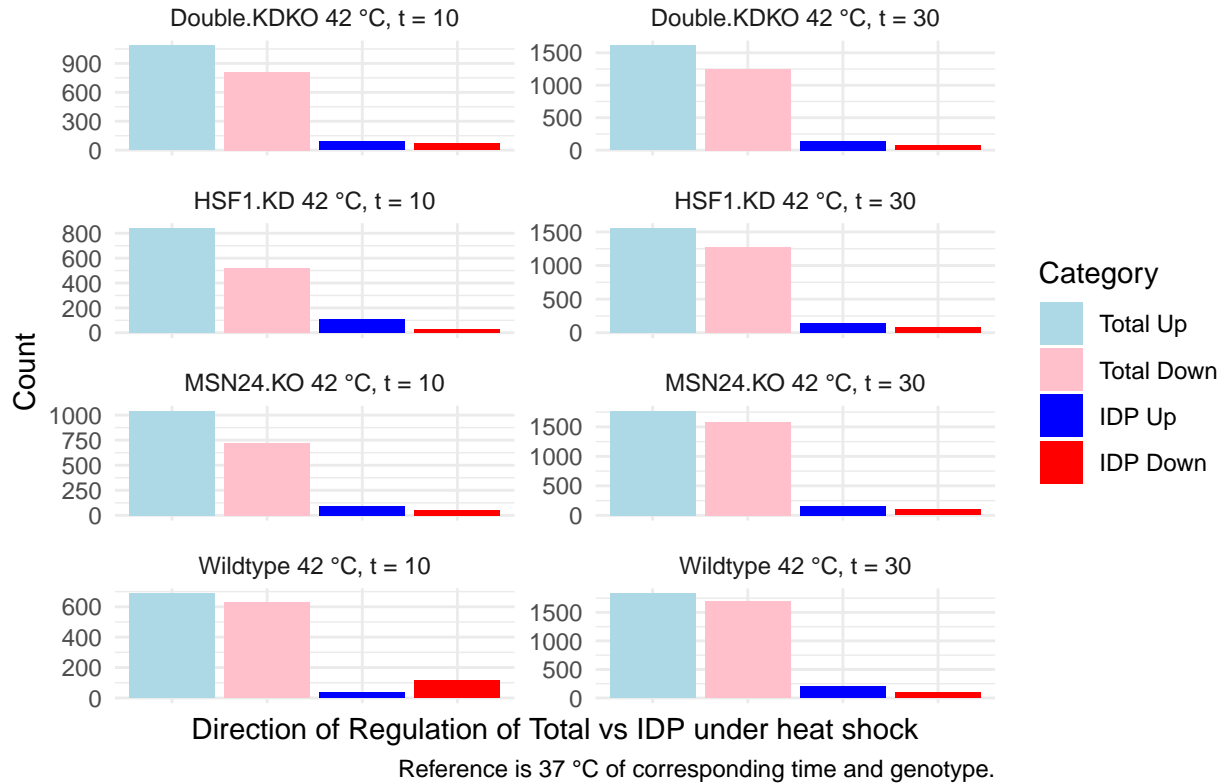 Double.KDKO 42 °C, t = 10
Double.KDKO 42 °C, t = 30
900
600
300
0
1500
1000
500
0
HSF1.KD 42 °C, t = 10
HSF1.KD 42 °C, t = 30
800
600
400
200
0
1500
1000
500
0
MSN24.KO 42 °C, t = 10
MSN24.KO 42 °C, t = 30
1000
750
500
250
0
1500
1000
500
0
Wildtype 42 °C, t = 10
Wildtype 42 °C, t = 30
600
400
200
0
1500
1000
500
0
Count
Direction of Regulation of Total vs IDP under heat shock
Reference is 37 °C of corresponding time and genotype.
Category
Total Up
Total Down
IDP Up
IDP Down